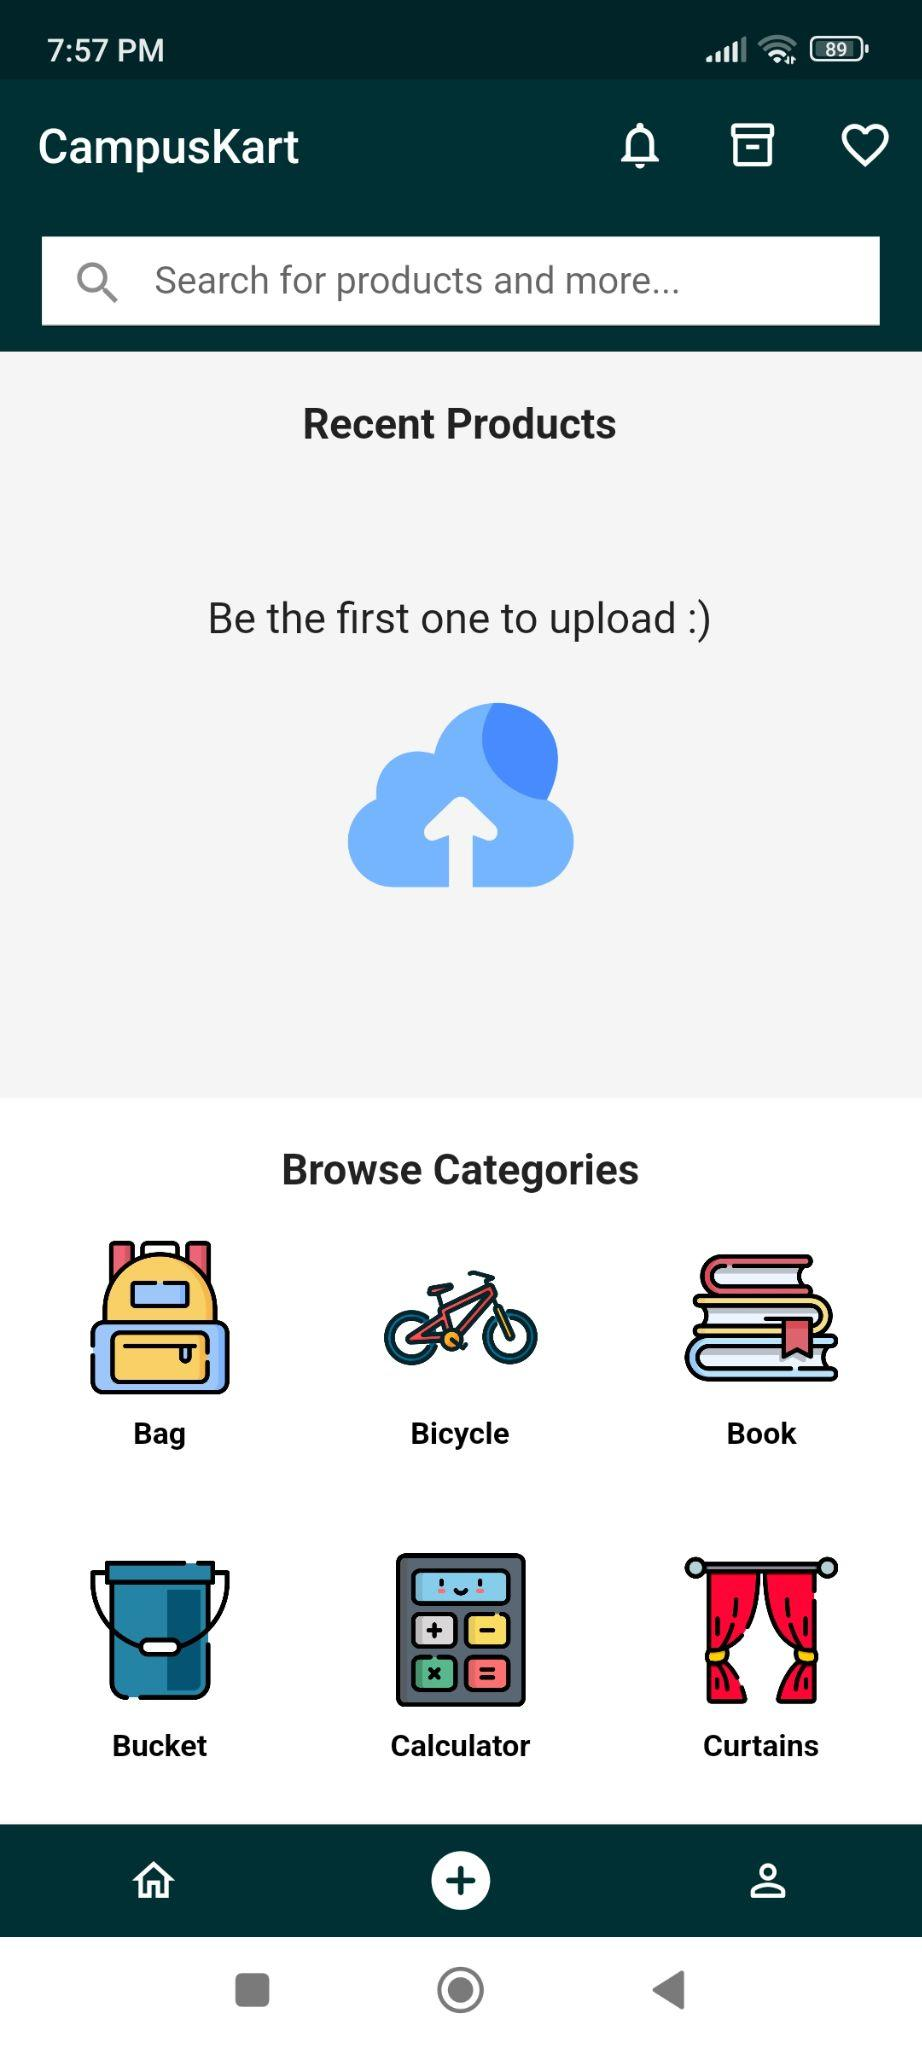 7:57 PM
89
CampusKart
Search for products and more...
Recent Products
Be the first one to upload :)
Browse Categories
Bag
Bicycle
Book
Bucket
Calculator
Curtains